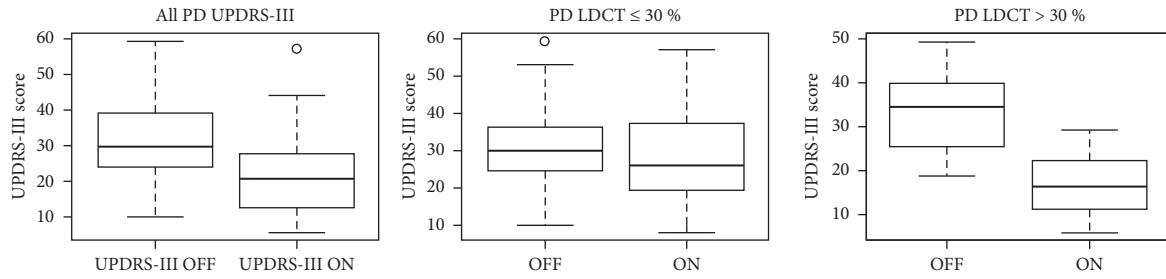 All PD UPDRS-III
UPDRS-III score
60
50
40
30
20
10
UPDRS-III OFF
UPDRS-III ON
PD LDCT ≤ 30 %
UPDRS-III score
60
50
40
30
20
10
OFF
ON
PD LDCT > 30 %
UPDRS-III score
50
40
30
20
10
OFF
ON